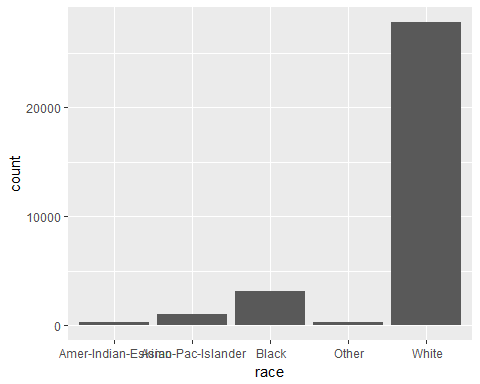 count
20000
10000
0
Amer-Indian-Eskimo Asian-Pac-Islander Black Other White
race